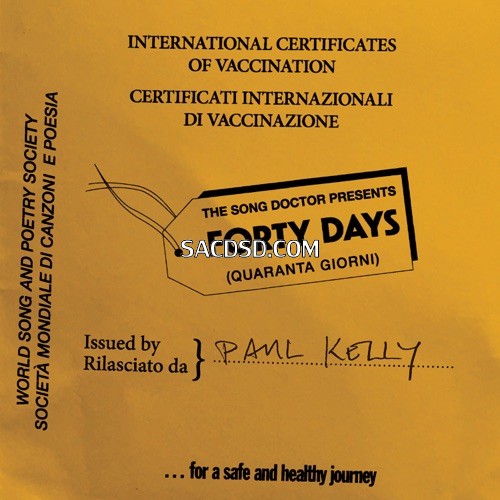 INTERNATIONAL CERTIFICATES
OF VACCINATION
CERTIFICATI INTERNAZIONALI
DI VACCINAZIONE
WORLD SONG AND POETRY SOCIETY
SOCIETÀ MONDIALE DI CANZONI E POESIA
THE SONG DOCTOR PRESENTS
FORTY DAYS
SACDSD.COM
(QUARANTA GIORNI)
Issued by
Rilasciato da } PAUL KELLY
... for a safe and healthy journey